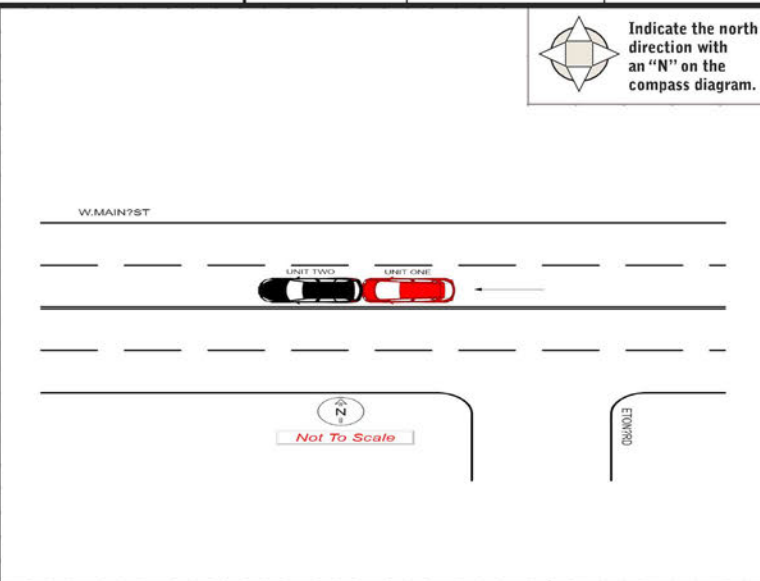 Indicate the north
direction with
an “N” on the
compass diagram.
W.MAIN?ST
UNIT TWO
UNIT ONE
N
Not To Scale
ETON?RD